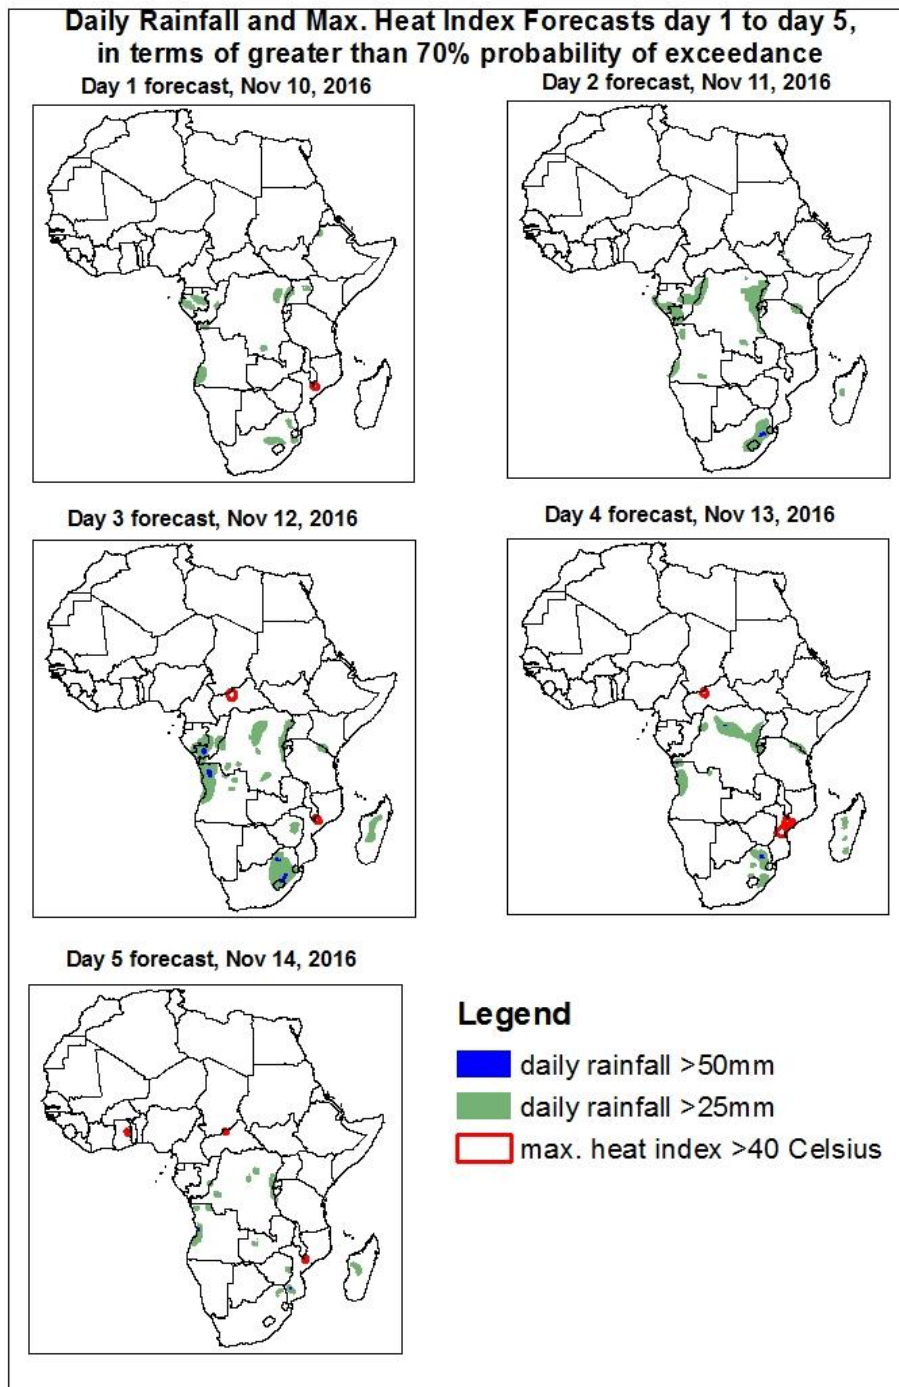 Daily Rainfall and Max. Heat Index Forecasts day 1 to day 5,
in terms of greater than 70% probability of exceedance
Day 1 forecast, Nov 10, 2016
Day 2 forecast, Nov 11, 2016
Day 3 forecast, Nov 12, 2016
Day 4 forecast, Nov 13, 2016
Day 5 forecast, Nov 14, 2016
Legend
daily rainfall >50mm
daily rainfall >25mm
max. heat index >40 Celsius